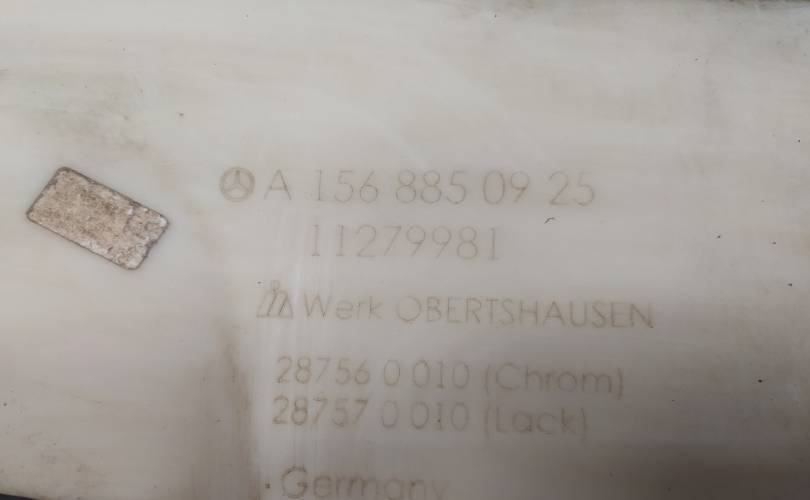 A 156 885 09 25
11279981
Werk OBERTSHAUSEN
28756 0 010 (Chrom)
28757 0 010 (Lack)
Germany